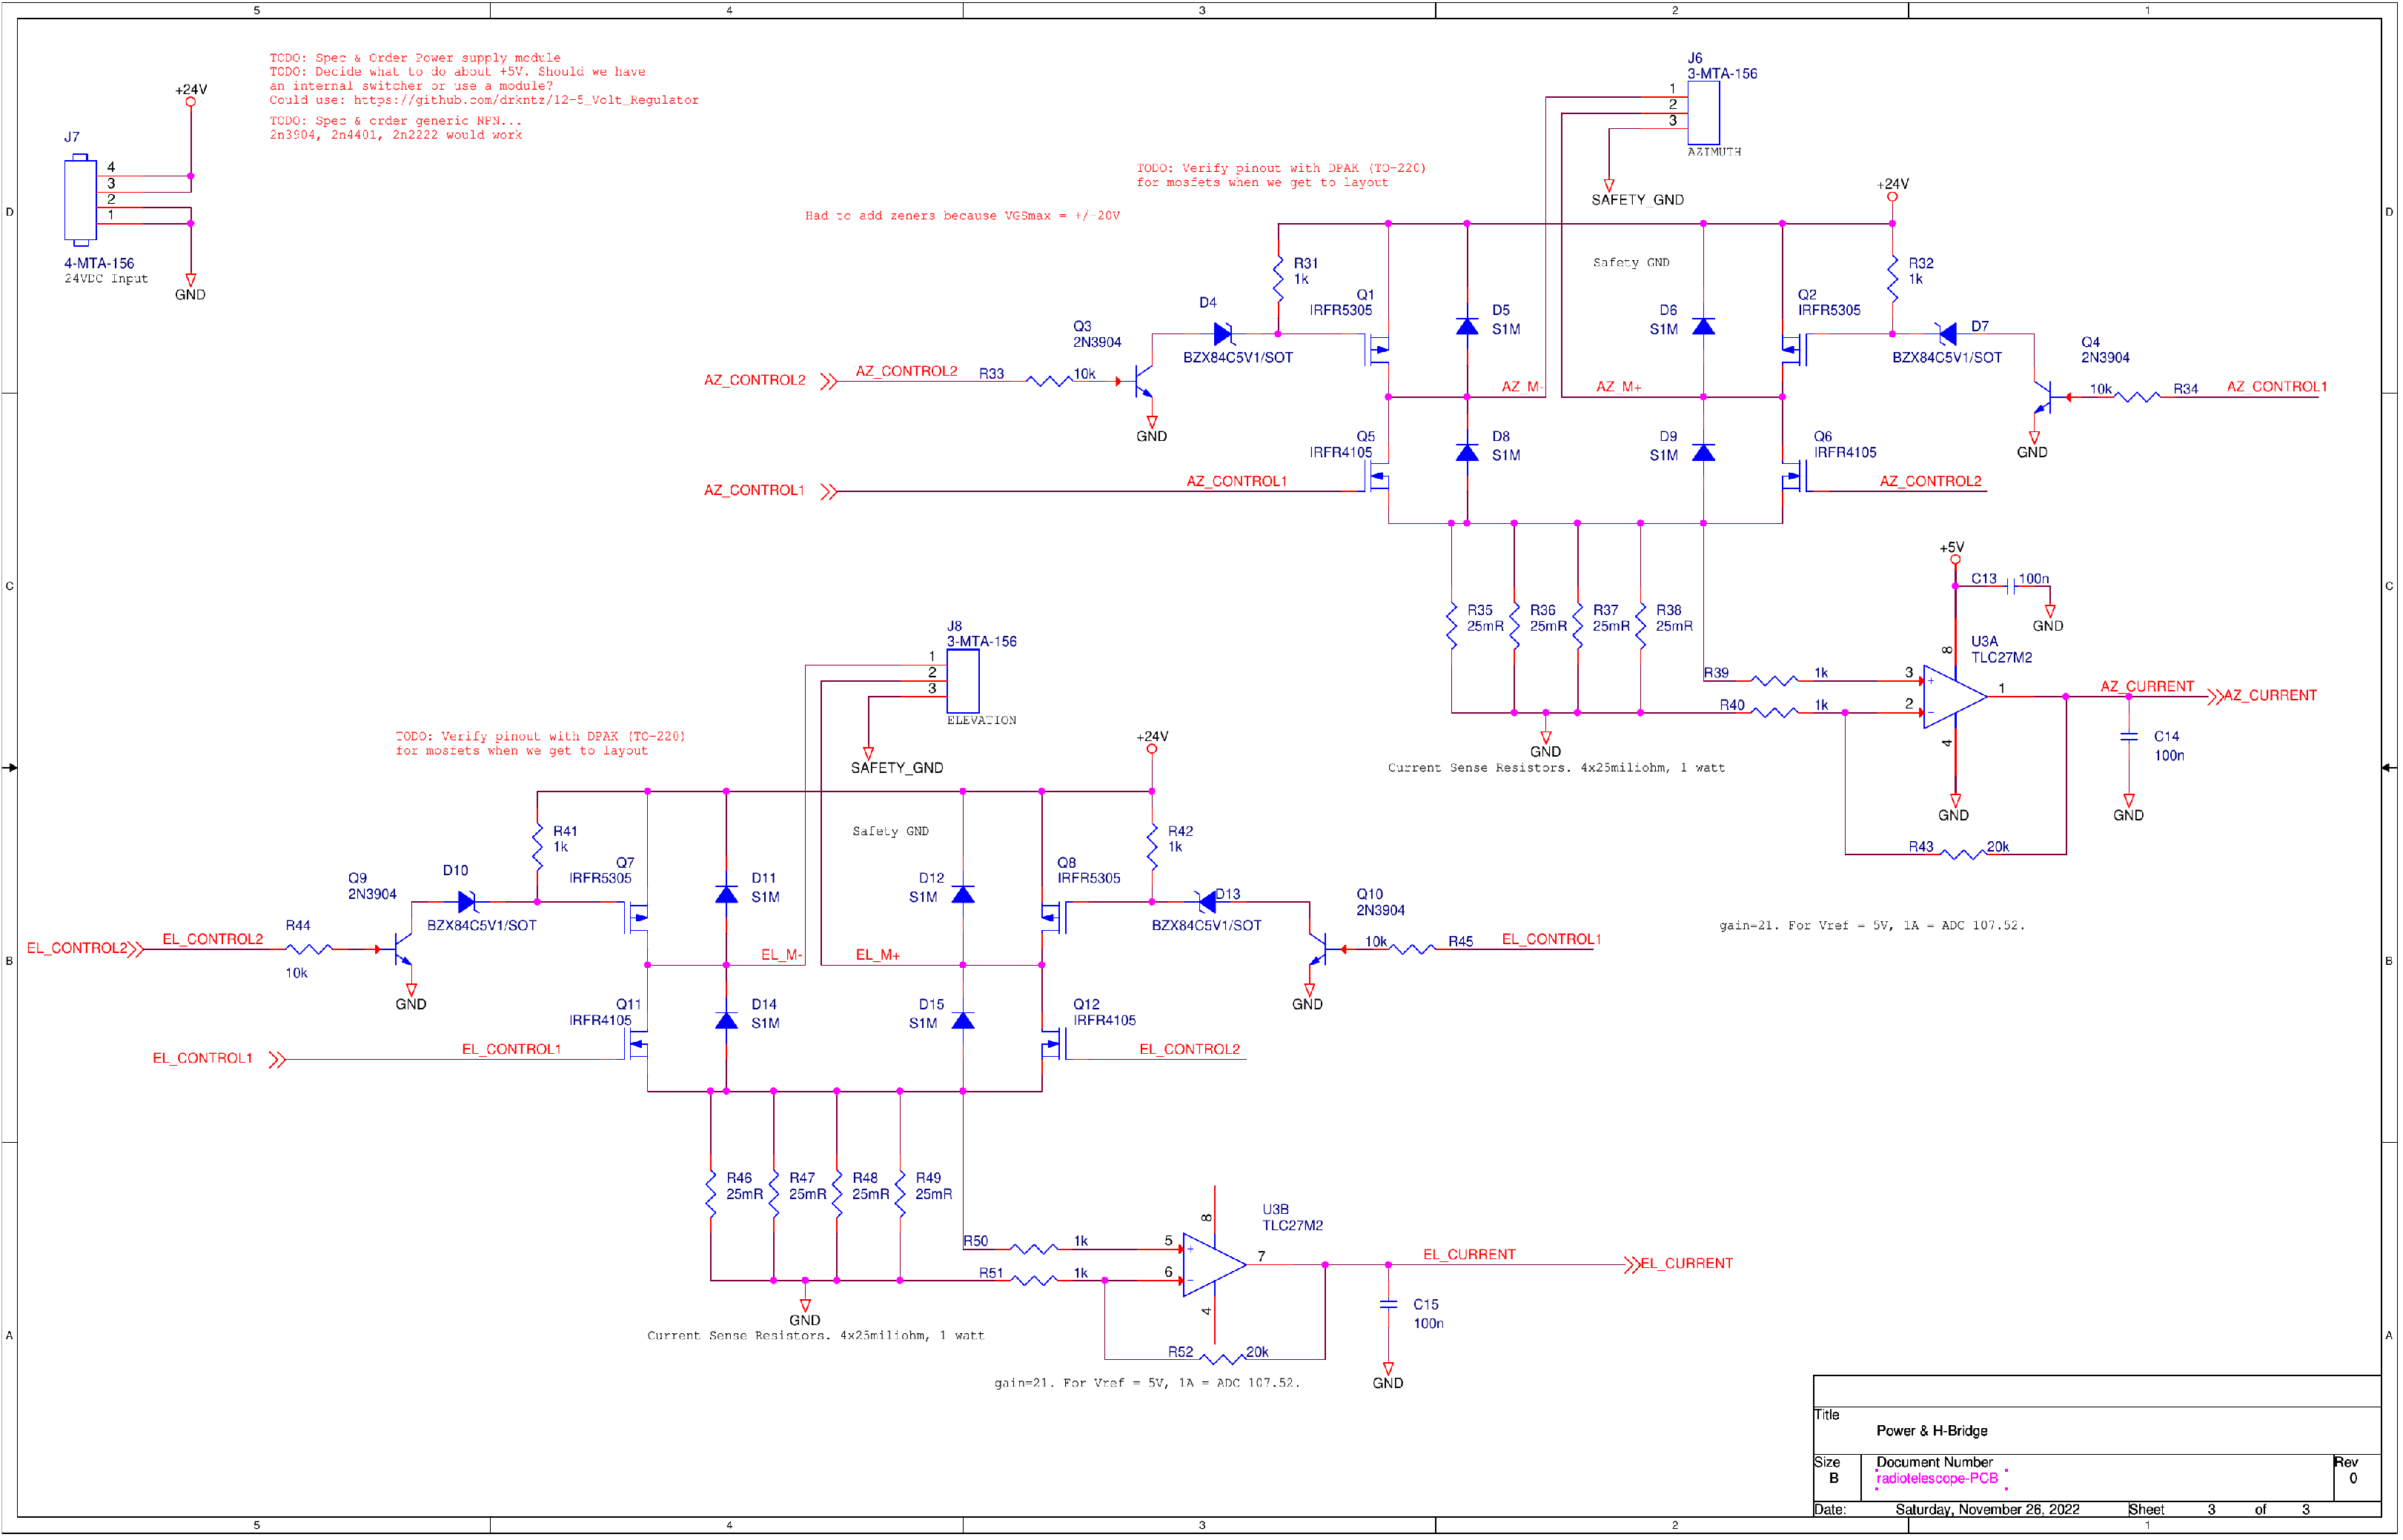 5 4 3 2 1
TODO: Spec & Order Power supply module
TODO: Decide what to do about +5V. Should we have
an internal switcher or use a module?
Could use: https://github.com/drkntz/12-5_Volt_Regulator
TODO: Spec & order generic NPN...
2n3904, 2n4401, 2n2222 would work
+24V
J7
4
3
2
1
4-MTA-156
24VDC Input
GND
J6
3-MTA-156
1
2
3
AZIMUTH
SAFETY_GND
TODO: Verify pinout with DPAK (TO-220)
for mosfets when we get to layout
Had to add zeners because VGSmax = +/-20V
+24V
D
D
R31
1k
Safety GND
R32
1k
Q1
IRFR5305
D5
S1M
D6
S1M
Q2
IRFR5305
D4
BZX84C5V1/SOT
D7
BZX84C5V1/SOT
Q3
2N3904
Q4
2N3904
AZ_CONTROL2
AZ_CONTROL2
R33
10k
GND
AZ_M-
AZ_M+
10k
R34
AZ_CONTROL1
GND
Q5
IRFR4105
D8
S1M
D9
S1M
Q6
IRFR4105
AZ_CONTROL1
AZ_CONTROL1
AZ_CONTROL2
C
C
R35
25mR
R36
25mR
R37
25mR
R38
25mR
+5V
C13
100n
GND
U3A
TLC27M2
8
R39
1k
3
+
R40
1k
2
-
1
4
AZ_CURRENT
AZ_CURRENT
C14
100n
GND
GND
GND
Current Sense Resistors. 4x25miliohm, 1 watt
R43
20k
gain=21. For Vref = 5V, 1A = ADC 107.52.
J8
3-MTA-156
1
2
3
ELEVATION
SAFETY_GND
TODO: Verify pinout with DPAK (TO-220)
for mosfets when we get to layout
+24V
R41
1k
Safety GND
R42
1k
Q7
IRFR5305
D11
S1M
D12
S1M
Q8
IRFR5305
D10
BZX84C5V1/SOT
D13
BZX84C5V1/SOT
Q9
2N3904
Q10
2N3904
B
B
EL_CONTROL2
EL_CONTROL2
R44
10k
GND
EL_M-
EL_M+
10k
R45
EL_CONTROL1
GND
Q11
IRFR4105
D14
S1M
D15
S1M
Q12
IRFR4105
EL_CONTROL1
EL_CONTROL1
EL_CONTROL2
R46
25mR
R47
25mR
R48
25mR
R49
25mR
U3B
TLC27M2
8
R50
1k
5
+
R51
1k
6
-
7
4
EL_CURRENT
EL_CURRENT
C15
100n
GND
GND
Current Sense Resistors. 4x25miliohm, 1 watt
R52
20k
gain=21. For Vref = 5V, 1A = ADC 107.52.
A
A
Title
Power & H-Bridge
Size
B
Document Number
radiotelescope-PCB
Rev
0
Date: Saturday, November 26, 2022 Sheet 3 of 3
5 4 3 2 1